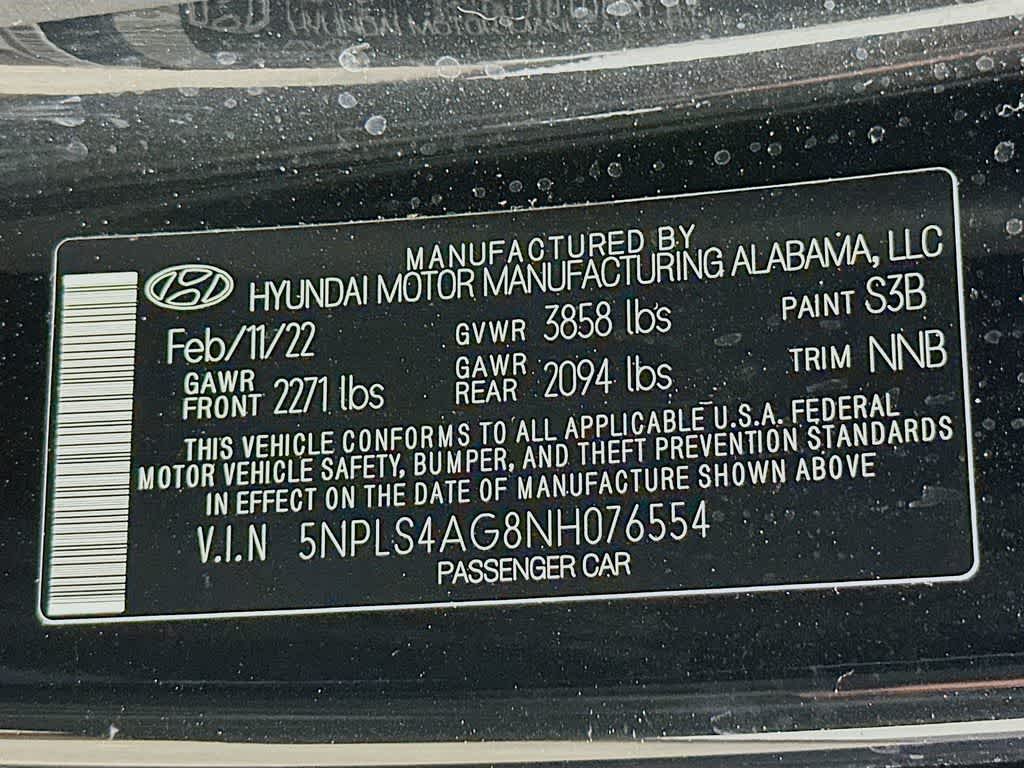 MANUFACTURED BY
HYUNDAI MOTOR MANUFACTURING ALABAMA, LLC
Feb/11/22 GVWR 3858 lbs PAINT S3B
GAWR FRONT 2271 lbs GAWR REAR 2094 lbs TRIM NNB
THIS VEHICLE CONFORMS TO ALL APPLICABLE U.S.A. FEDERAL
MOTOR VEHICLE SAFETY, BUMPER, AND THEFT PREVENTION STANDARDS
IN EFFECT ON THE DATE OF MANUFACTURE SHOWN ABOVE
V.I.N 5NPLS4AG8NH076554
PASSENGER CAR